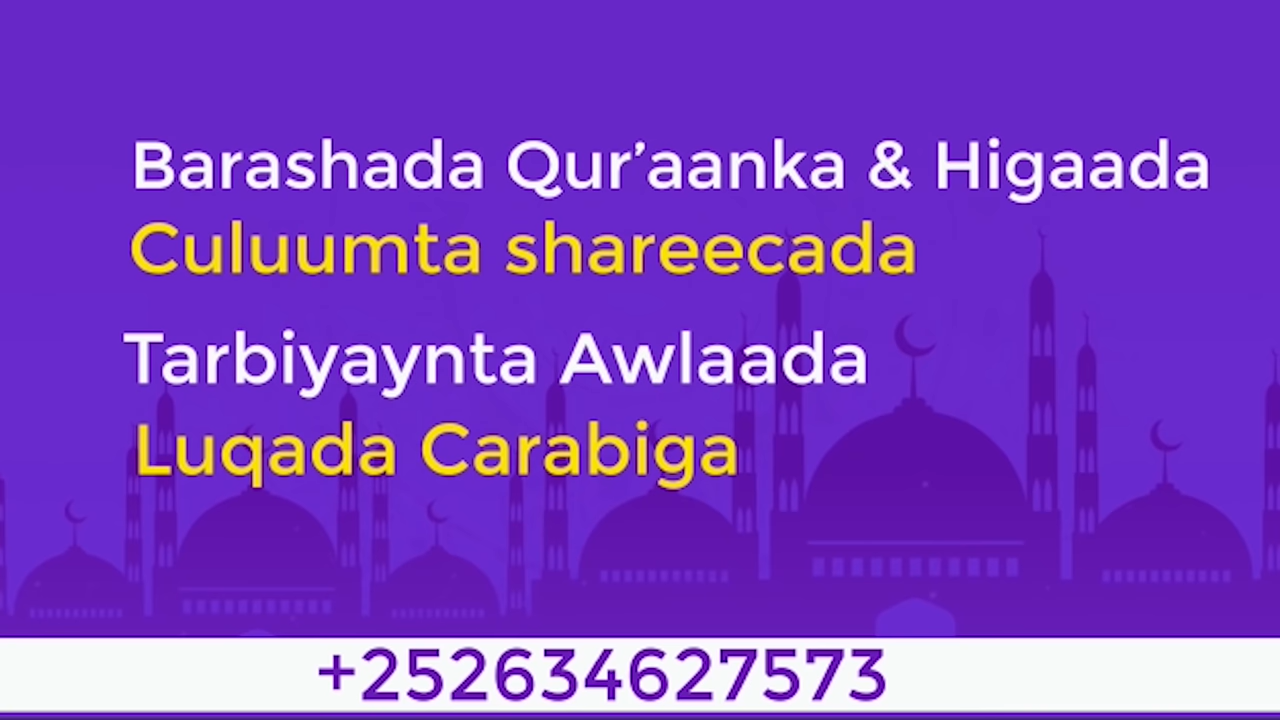 Barashada Qur’aanka & Higaada
Culuumta shareecada
Tarbiyaynta Awlaada
Luqada Carabiga
+252634627573